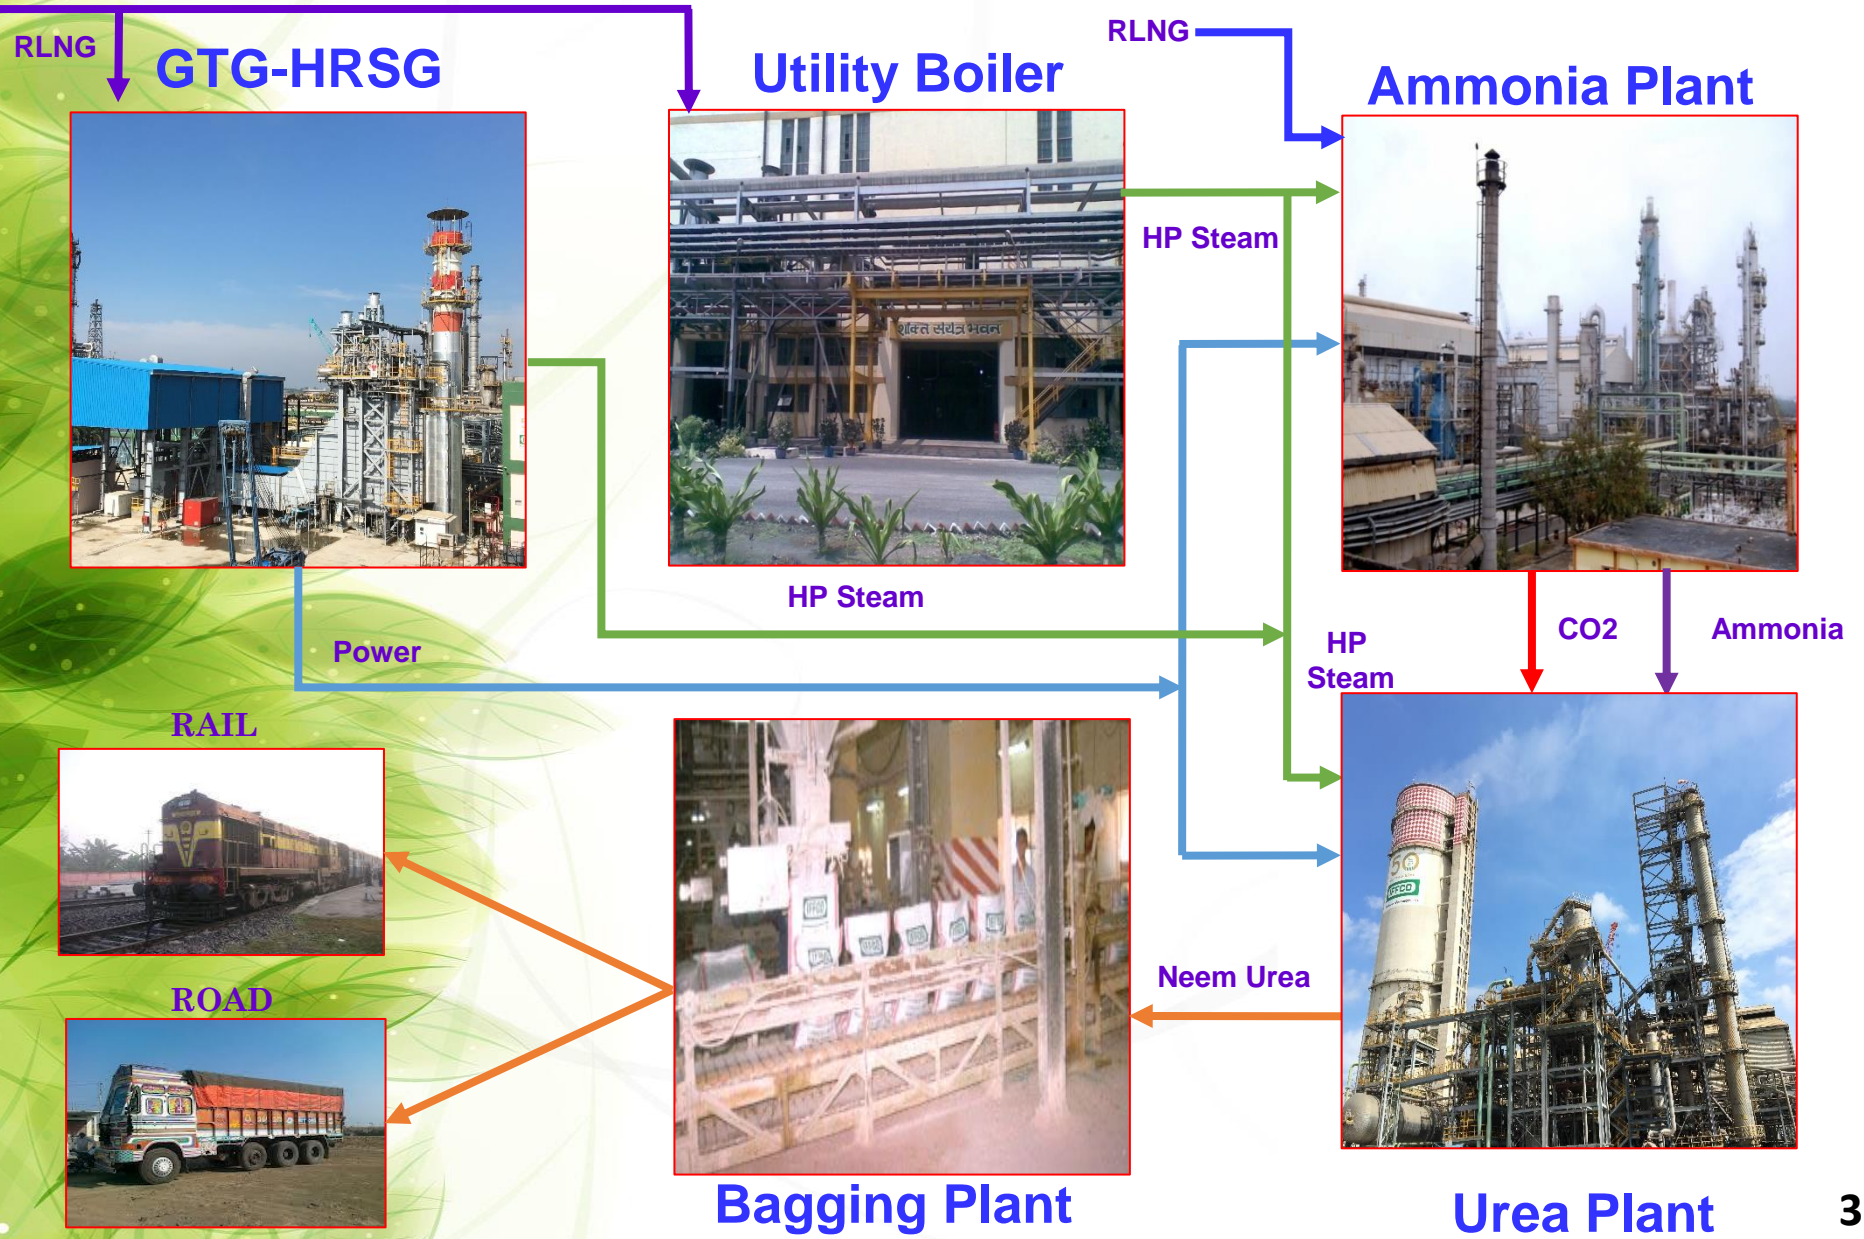 RLNG
GTG-HRSG
Utility Boiler
RLNG
Ammonia Plant
HP Steam
शक्ति संयंत्र भवन
HP Steam
Power
HP
Steam
CO2
Ammonia
RAIL
ROAD
Neem Urea
IFFCO
Bagging Plant
Urea Plant
3